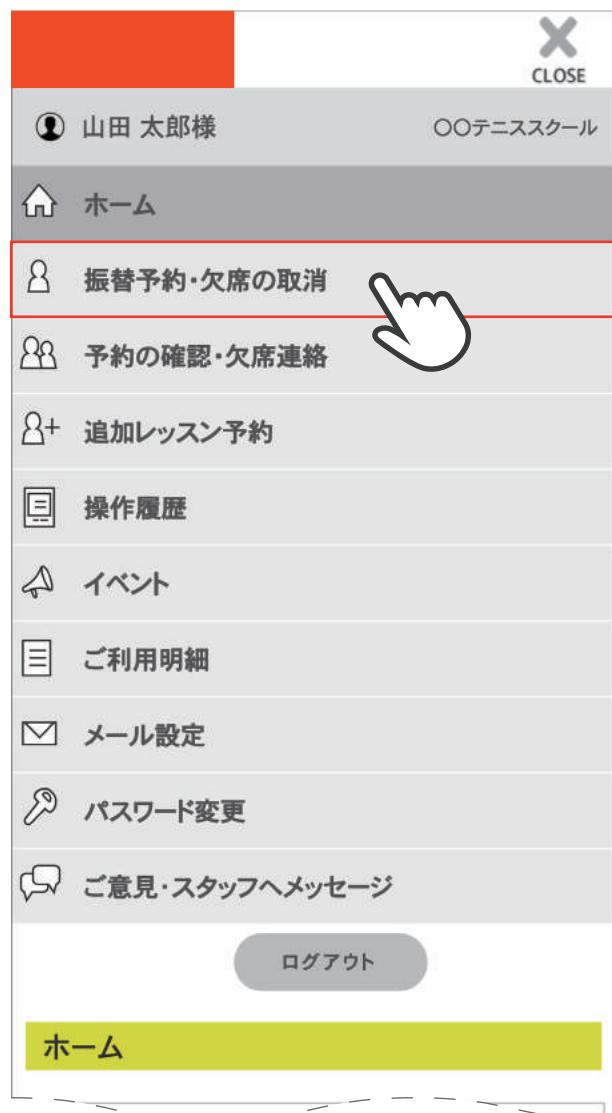 CLOSE
山田 太郎様 〇〇テニススクール
ホーム
振替予約・欠席の取消
予約の確認・欠席連絡
追加レッスン予約
操作履歴
イベント
ご利用明細
メール設定
パスワード変更
ご意見・スタッフへメッセージ
ログアウト
ホーム